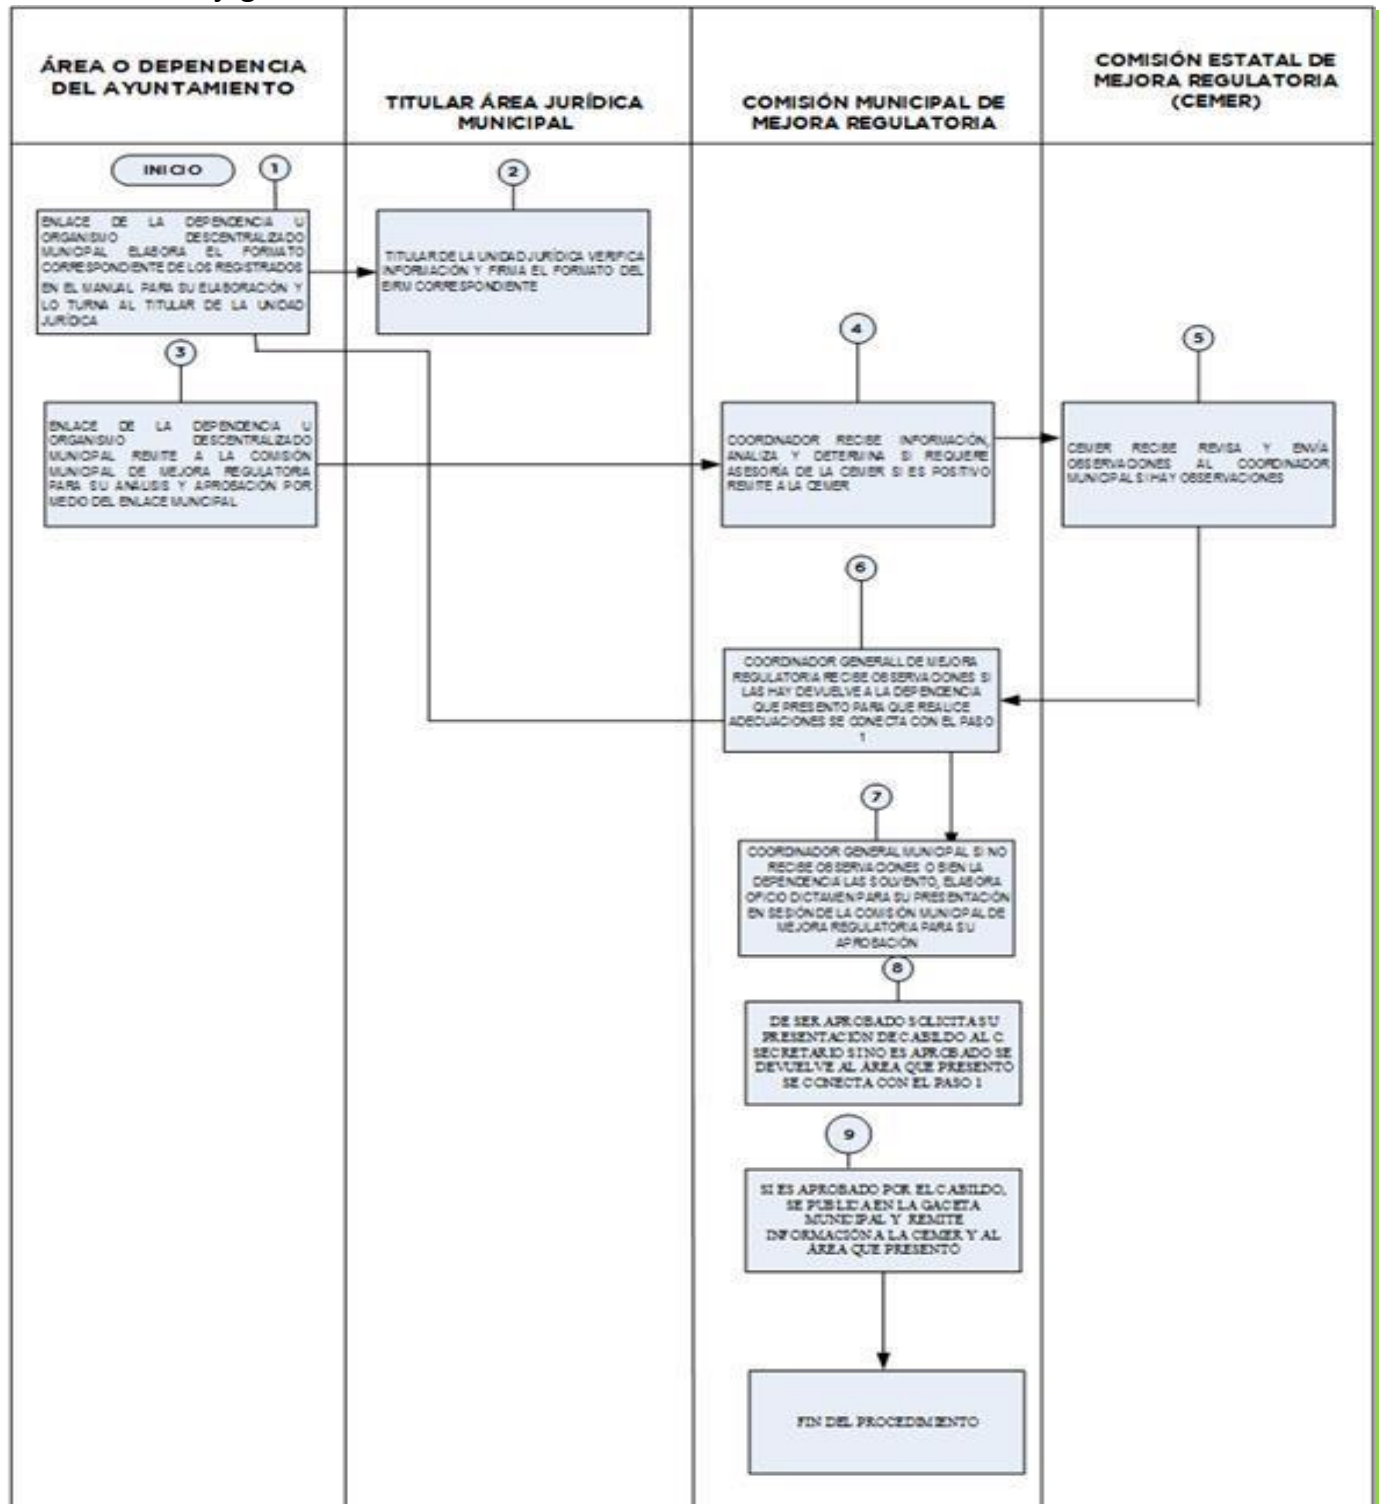 ÁREA O DEPENDENCIA
DEL AYUNTAMIENTO
TITULAR ÁREA JURÍDICA
MUNICIPAL
COMISIÓN MUNICIPAL DE
MEJORA REGULATORIA
COMISIÓN ESTATAL DE
MEJORA REGULATORIA
(CEMER)
INICIO
1
ENLACE DE LA DEPENDENCIA U
ORGANISMO DESCENTRALIZADO
MUNICIPAL ELABORA EL FORMATO
CORRESPONDIENTE DE LOS REGISTRADOS
EN EL MANUAL PARA SU ELABORACIÓN Y
LO TURNA AL TITULAR DE LA UNIDAD
JURÍDICA
2
TITULAR DE LA UNIDAD JURÍDICA VERIFICA
INFORMACIÓN Y FIRMA EL FORMATO DEL
EIRM CORRESPONDIENTE
3
ENLACE DE LA DEPENDENCIA U
ORGANISMO DESCENTRALIZADO
MUNICIPAL REMITE A LA COMISIÓN
MUNICIPAL DE MEJORA REGULATORIA
PARA SU ANÁLISIS Y APROBACIÓN POR
MEDIO DEL ENLACE MUNICIPAL
4
COORDINADOR RECIBE INFORMACIÓN,
ANALIZA Y DETERMINA SI REQUIERE
ASESORÍA DE LA CEMER SI ES POSITIVO
REMITE A LA CEMER
5
CEMER RECIBE REVISA Y ENVÍA
OBSERVACIONES AL COORDINADOR
MUNICIPAL SI HAY OBSERVACIONES
6
COORDINADOR GENERALL DE MEJORA
REGULATORIA RECIBE OBSERVACIONES SI
LAS HAY DEVUELVE A LA DEPENDENCIA
QUE PRESENTO PARA QUE REALICE
ADECUACIONES SE CONECTA CON EL PASO
1
7
COORDINADOR GENERAL MUNICIPAL SI NO
RECIBE OBSERVACIONES O BIEN LA
DEPENDENCIA LAS SOLVENTO, ELABORA
OFICIO DICTAMEN PARA SU PRESENTACIÓN
EN SESIÓN DE LA COMISIÓN MUNICIPAL DE
MEJORA REGULATORIA PARA SU
APROBACIÓN
8
DE SER APROBADO SOLICITA SU
PRESENTACIÓN DE CABILDO AL C.
SECRETARIO SI NO ES APROBADO SE
DEVUELVE AL ÁREA QUE PRESENTÓ
SE CONECTA CON EL PASO 1
9
SI ES APROBADO POR EL CABILDO,
SE PUBLICA EN LA GACETA
MUNICIPAL Y REMITE
INFORMACIÓN A LA CEMER Y AL
ÁREA QUE PRESENTÓ
FIN DEL PROCEDIMIENTO